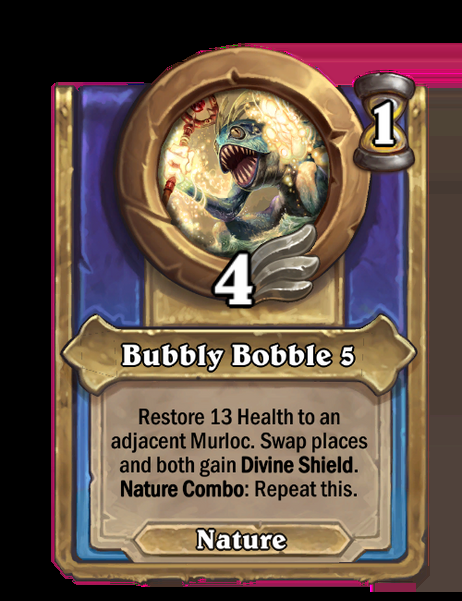 1
4
Bubbly Bobble 5
Restore 13 Health to an
adjacent Murloc. Swap places
and both gain Divine Shield.
Nature Combo: Repeat this.
Nature